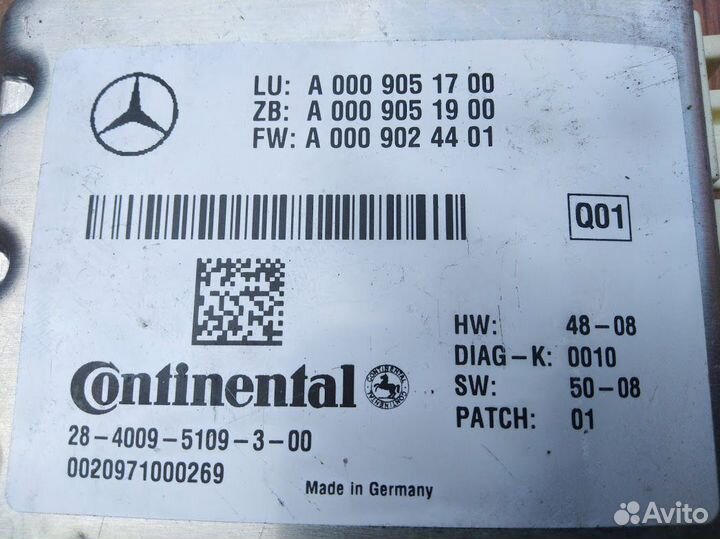 LU: A 000 905 17 00
ZB: A 000 905 19 00
FW: A 000 902 44 01
Q01
HW: 48-08
DIAG-K: 0010
SW: 50-08
PATCH: 01
Continental
CONTINENTAL
28-4009-5109-3-00
0020971000269
Made in Germany
Avito